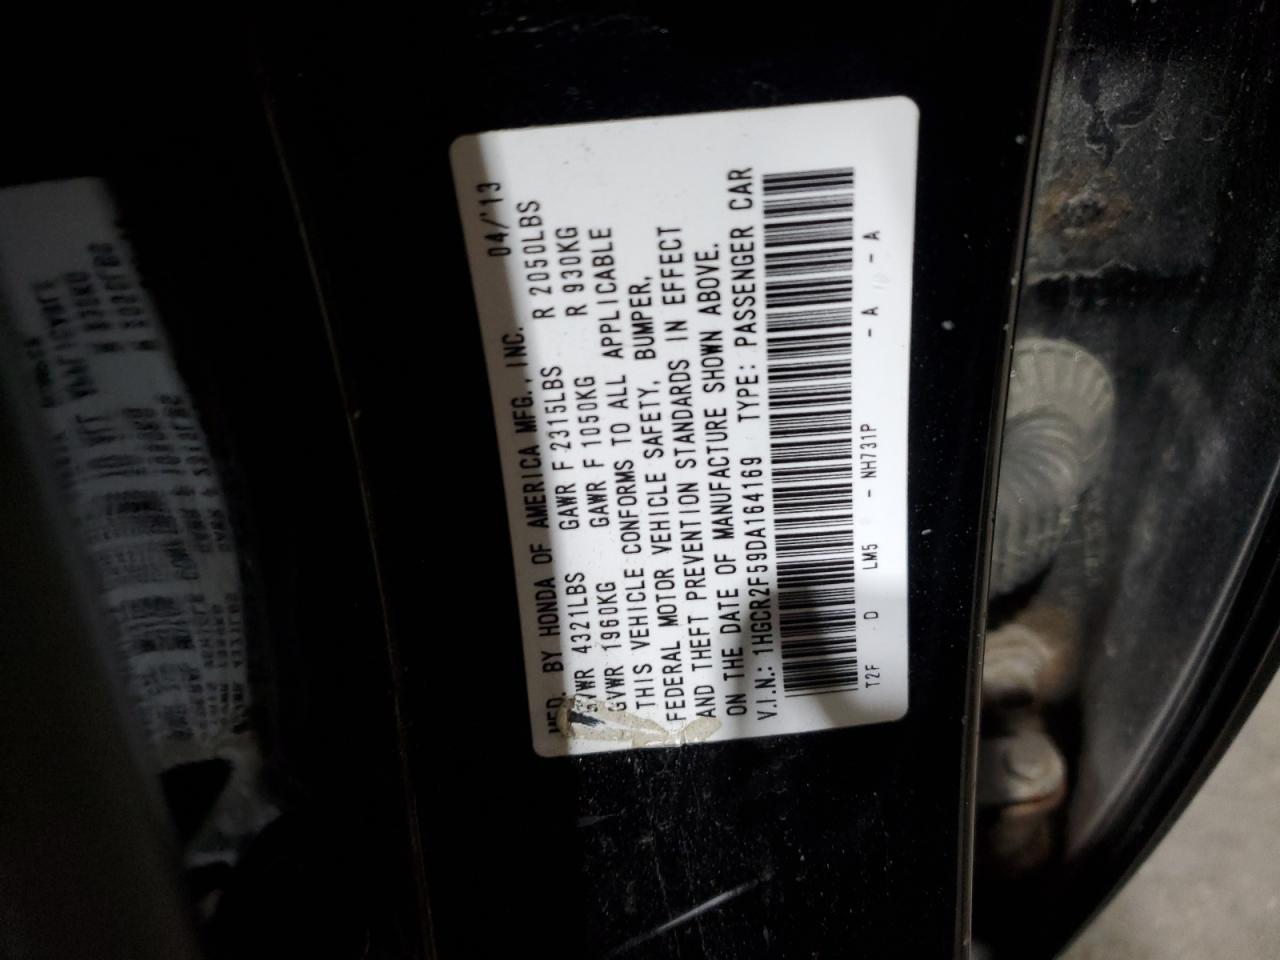 MFD. BY HONDA OF AMERICA MFG., INC. 04/'13
GVWR 4321LBS GAWR F 2315LBS R 2050LBS
GVWR 1960KG GAWR F 1050KG R 930KG
THIS VEHICLE CONFORMS TO ALL APPLICABLE
FEDERAL MOTOR VEHICLE SAFETY, BUMPER,
AND THEFT PREVENTION STANDARDS IN EFFECT
ON THE DATE OF MANUFACTURE SHOWN ABOVE.
V.I.N.: 1HGCR2F59DA164169 TYPE: PASSENGER CAR
T2F D LM5 - NH731P - A - A